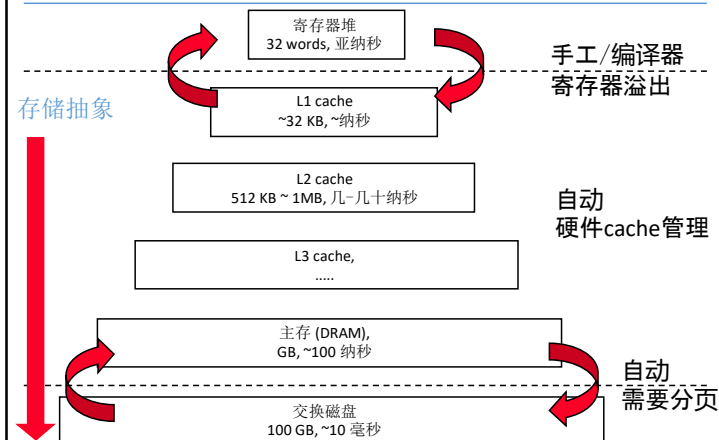 寄存器堆
32 words, 亚纳秒
手工/编译器
寄存器溢出
存储抽象
L1 cache
~32 KB, ~纳秒
L2 cache
512 KB ~ 1MB, 几-几十纳秒
自动
硬件cache管理
L3 cache,
.....
主存 (DRAM),
GB, ~100 纳秒
自动
需要分页
交换磁盘
100 GB, ~10 毫秒